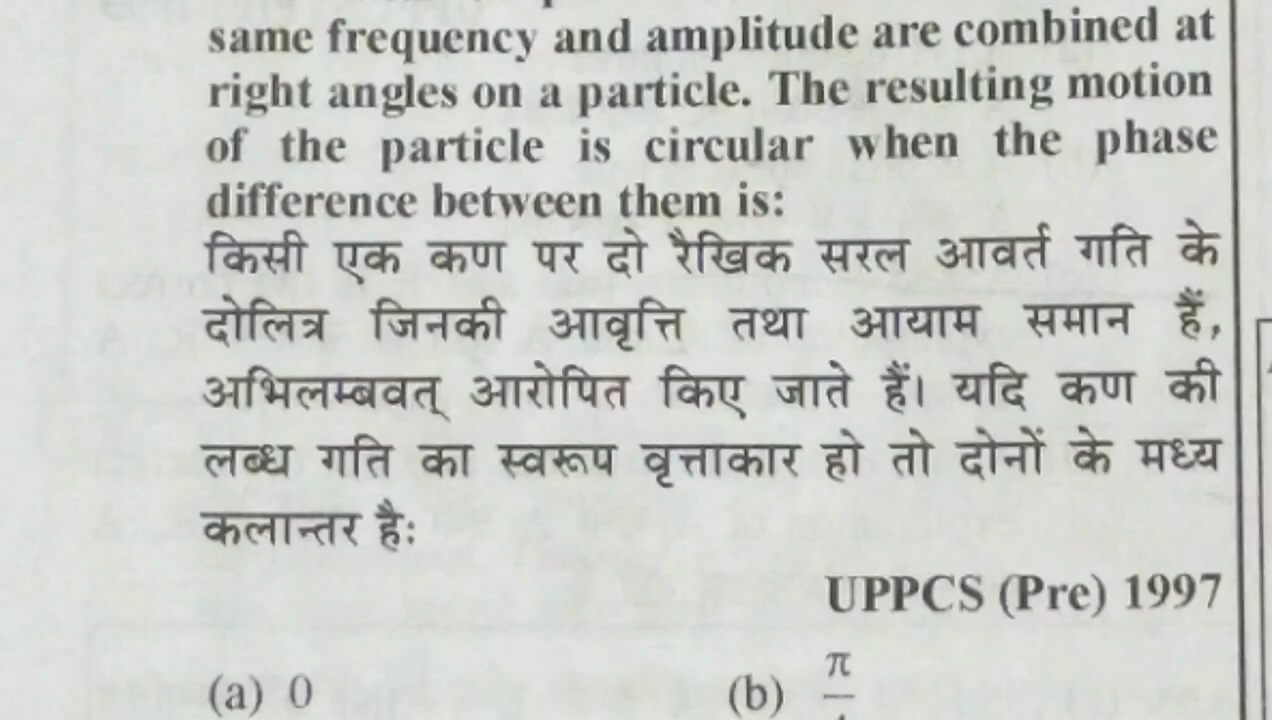 same frequency and amplitude are combined at
right angles on a particle. The resulting motion
of the particle is circular when the phase
difference between them is:
किसी एक कण पर दो रैखिक सरल आवर्त गति के
दोलित्र जिनकी आवृत्ति तथा आयाम समान हैं,
अभिलम्बवत् आरोपित किए जाते हैं। यदि कण की
लब्ध गति का स्वरूप वृत्ताकार हो तो दोनों के मध्य
कलान्तर है:
UPPCS (Pre) 1997
(a) 0 (b) π